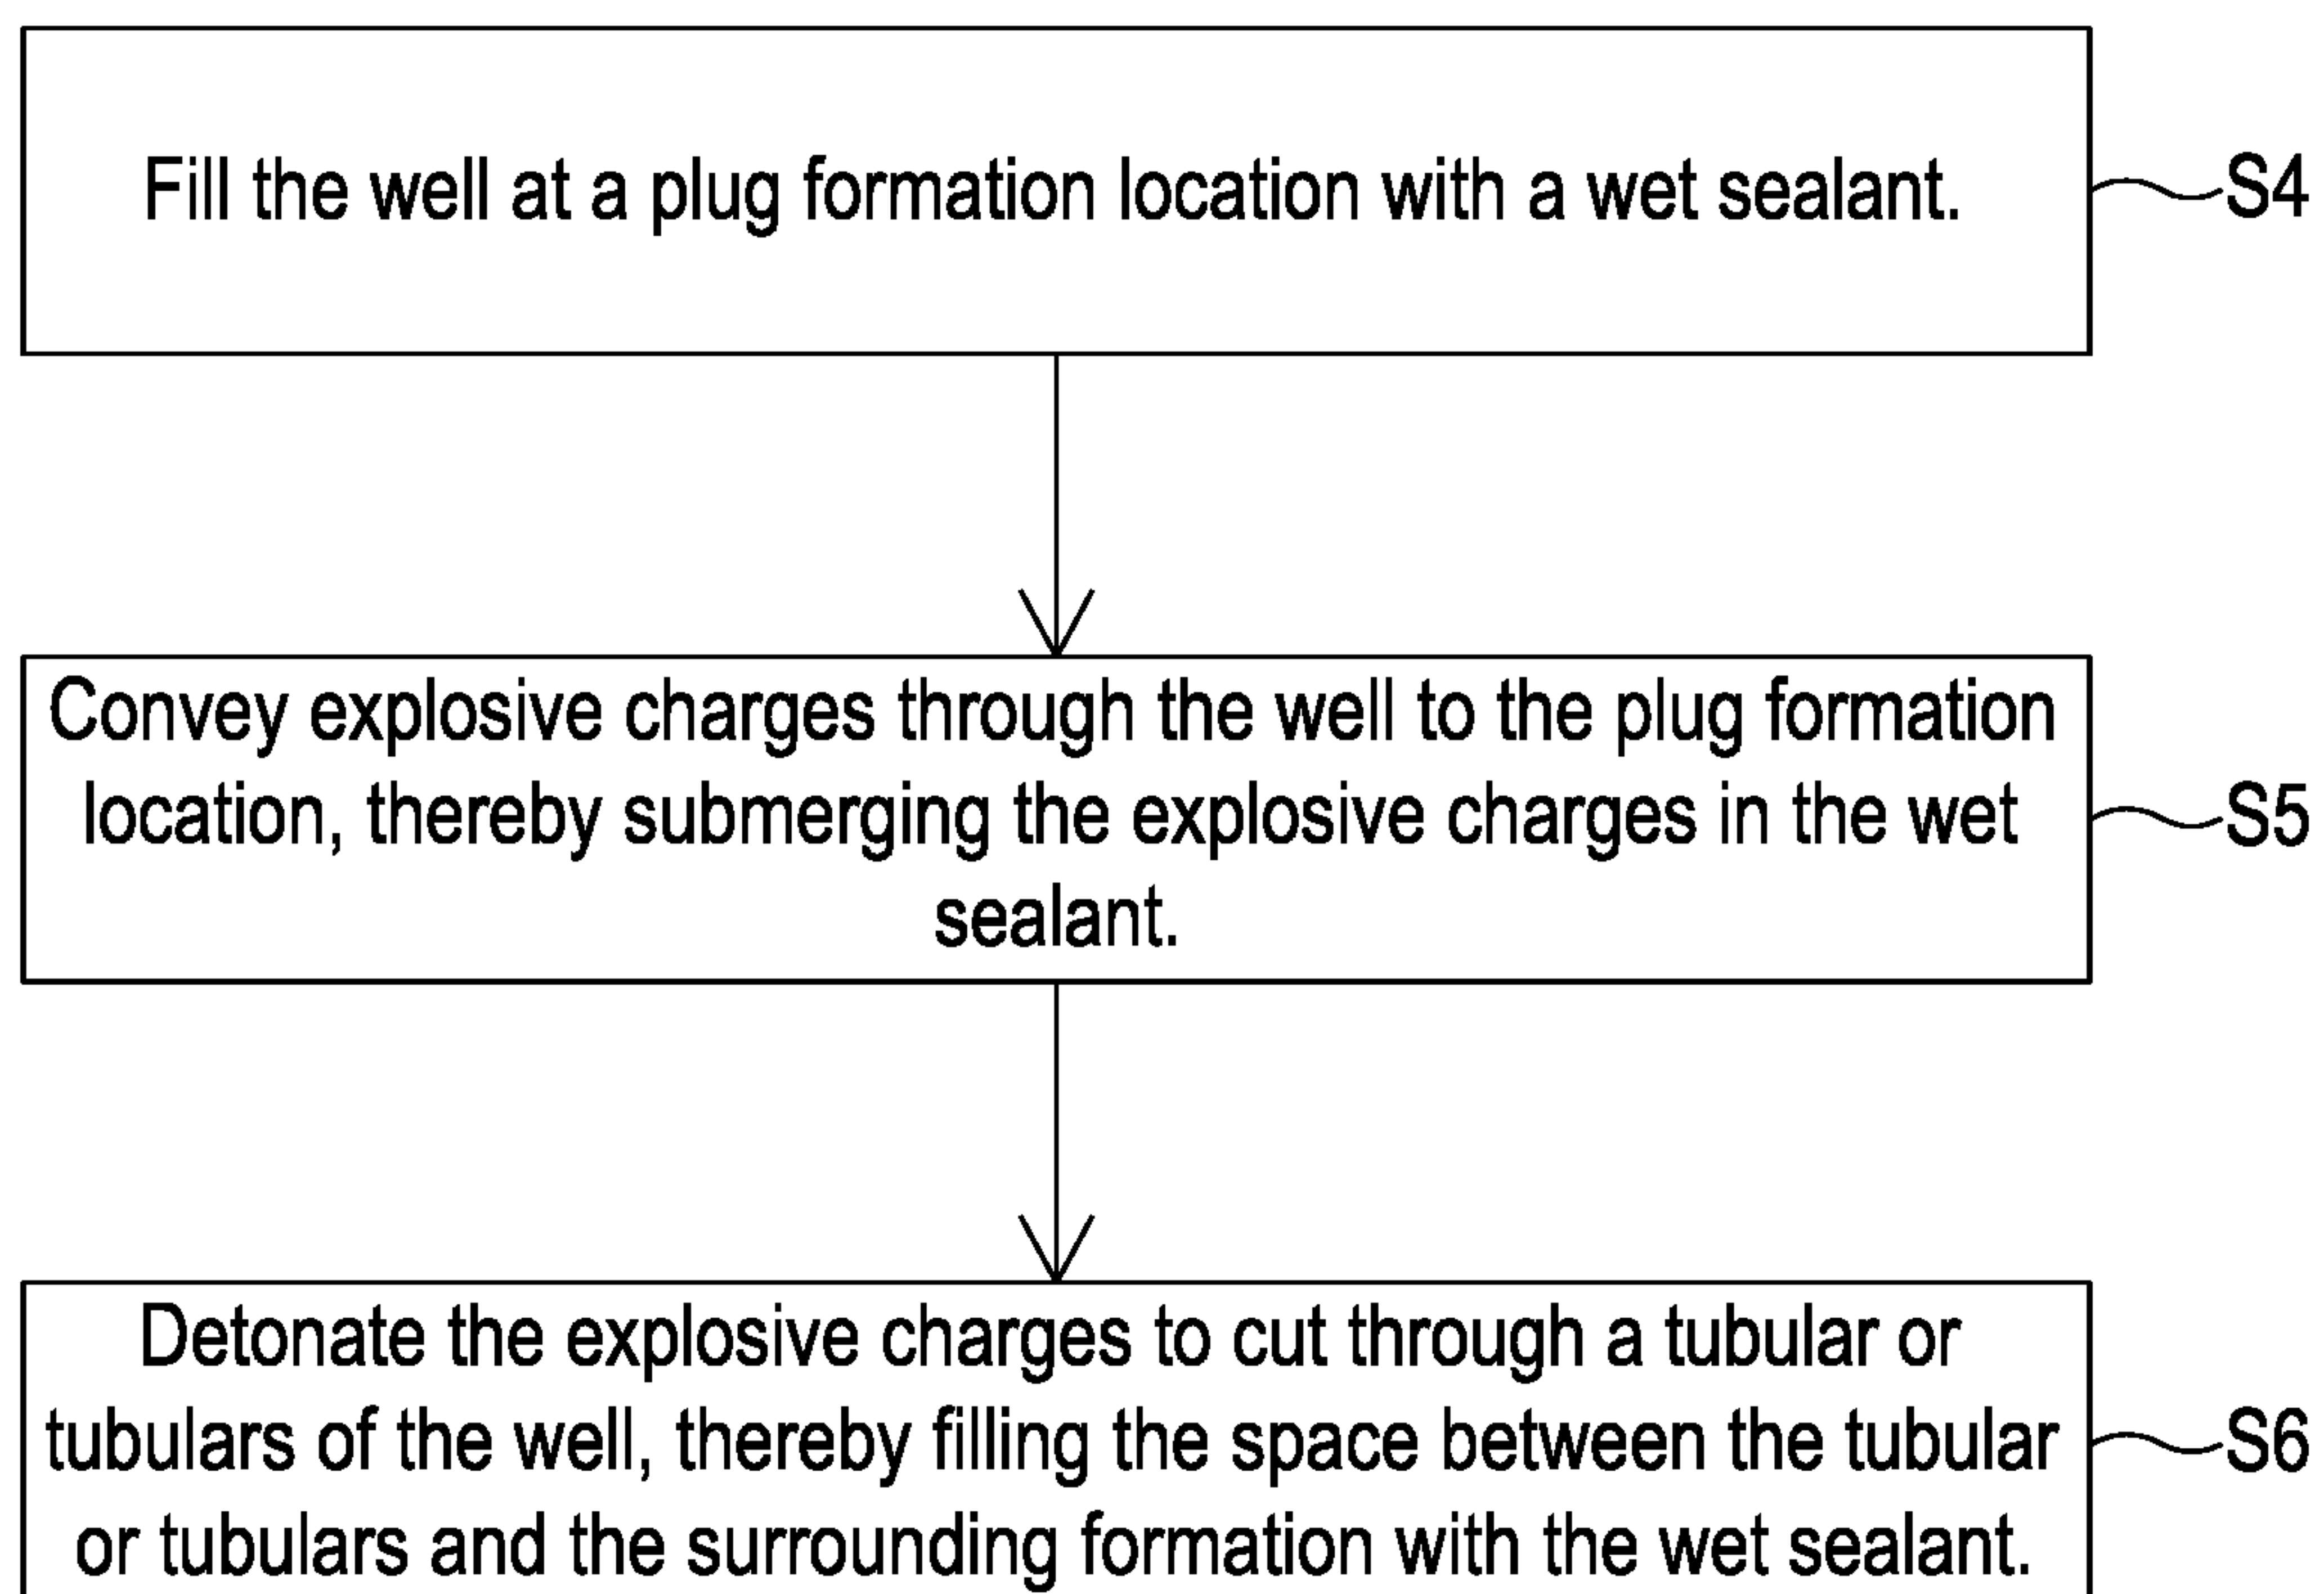 Fill the well at a plug formation location with a wet sealant.
S4
Convey explosive charges through the well to the plug formation
location, thereby submerging the explosive charges in the wet
sealant.
S5
Detonate the explosive charges to cut through a tubular or
tubulars of the well, thereby filling the space between the tubular
or tubulars and the surrounding formation with the wet sealant.
S6